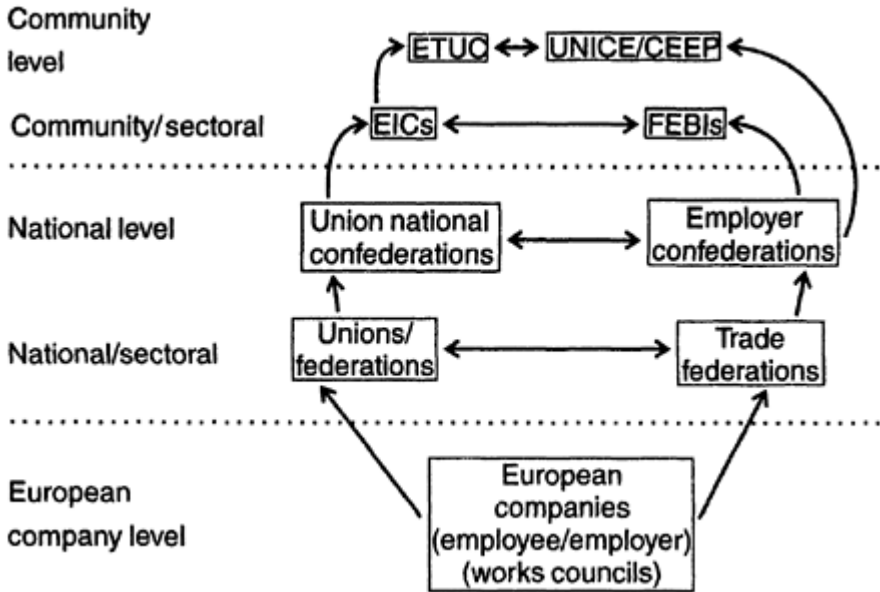 Community
level
ETUC
UNICE/CEEP
Community/sectoral
EICs
FEBIs
National level
Union national
confederations
Employer
confederations
National/sectoral
Unions/
federations
Trade
federations
European
company level
European
companies
(employee/employer)
(works councils)